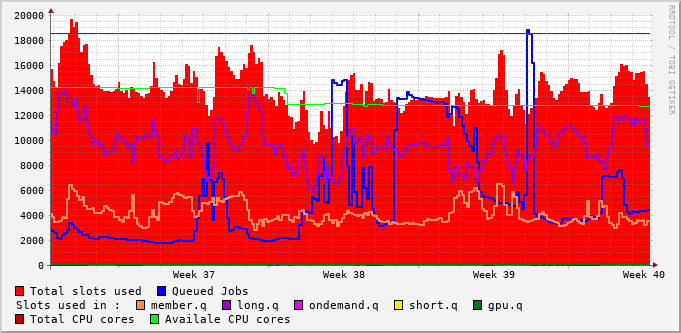 20000
18000
16000
14000
12000
10000
8000
6000
4000
2000
0
Week 37 Week 38 Week 39 Week 40
RRDTOOL / TOBI OETIKER
Total slots used Queued Jobs
Slots used in : member.q long.q ondemand.q short.q gpu.q
Total CPU cores Availale CPU cores